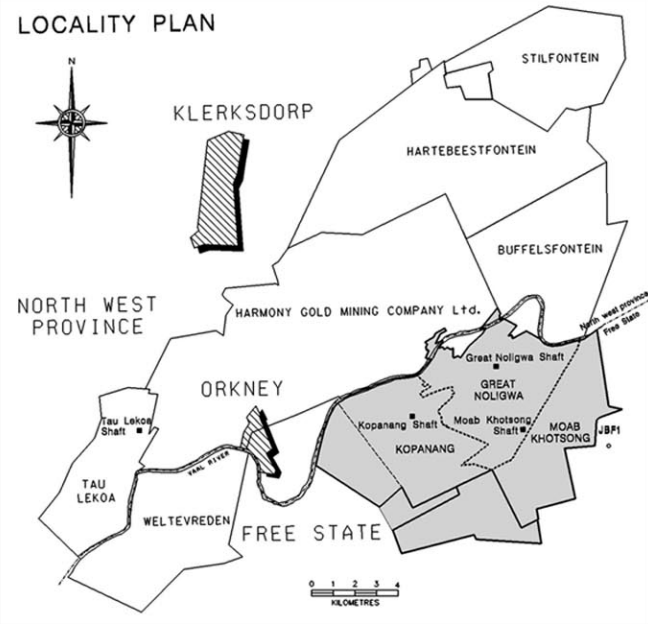 LOCALITY PLAN
N
STILFONTEIN
KLERKSDORP
HARTEBEESTFONTEIN
BUFFELSFONTEIN
NORTH WEST
PROVINCE
HARMONY GOLD MINING COMPANY Ltd.
North west province
Free State
Great Noligwa Shaft
GREAT
NOLIGWA
ORKNEY
Tau Lekoa
Shaft
Kopanang Shaft
Moab Khotsong
Shaft
MOAB
KHOTSONG
JBF1
KOPANANG
VAAL RIVER
TAU
LEKOA
WELTEVREDEN
FREE STATE
0 1 2 3 4
KILOMETRES